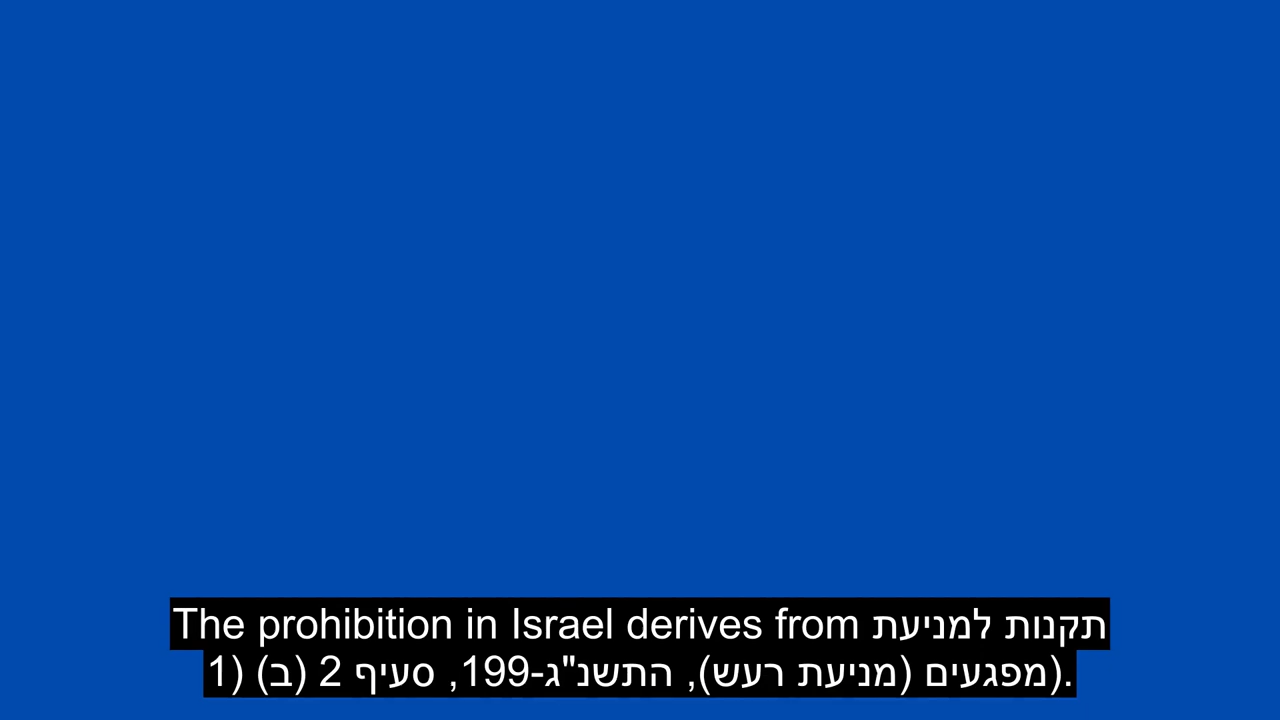 The prohibition in Israel derives from תקנות למניעת
מפגעים (מניעת רעש), התשנ"ג-199, סעיף 2 (ב) (1).